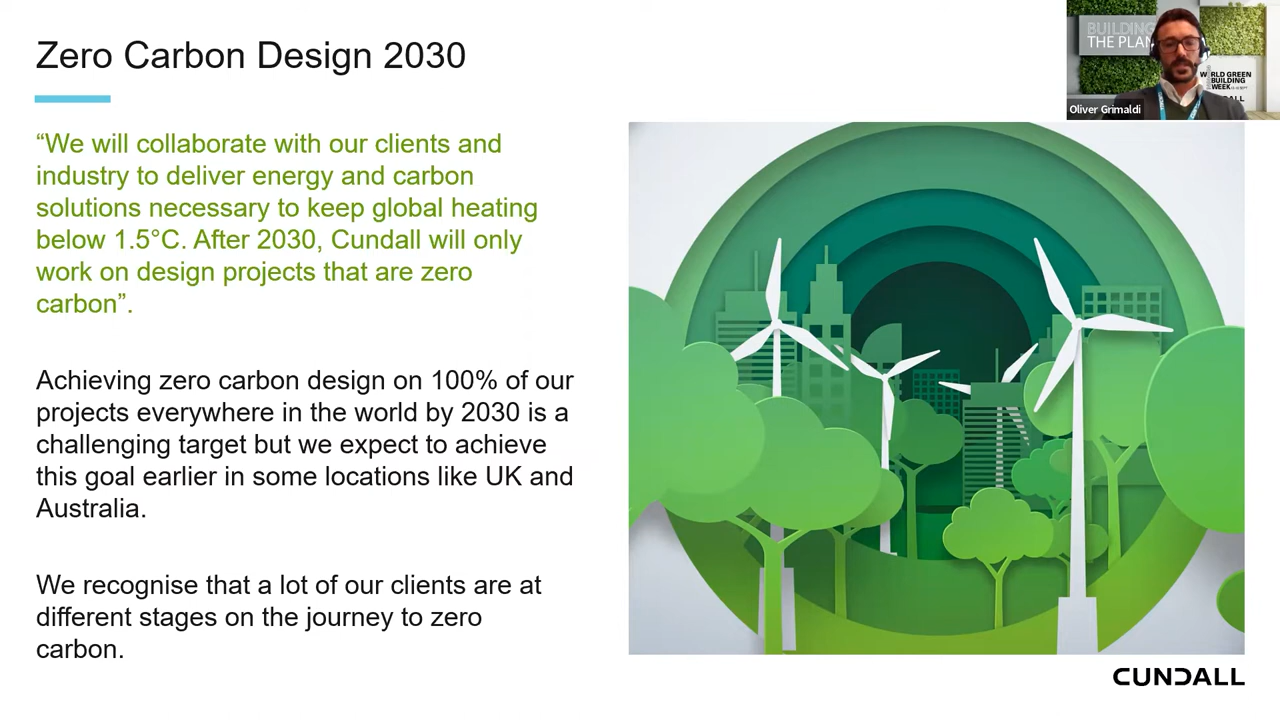 Zero Carbon Design 2030
“We will collaborate with our clients and
industry to deliver energy and carbon
solutions necessary to keep global heating
below 1.5°C. After 2030, Cundall will only
work on design projects that are zero
carbon”.
Achieving zero carbon design on 100% of our
projects everywhere in the world by 2030 is a
challenging target but we expect to achieve
this goal earlier in some locations like UK and
Australia.
We recognise that a lot of our clients are at
different stages on the journey to zero
carbon.
BUILDING
THE PLAN
RLD GREEN
BUILDING
WEEK
Oliver Grimaldi
CUNDALL